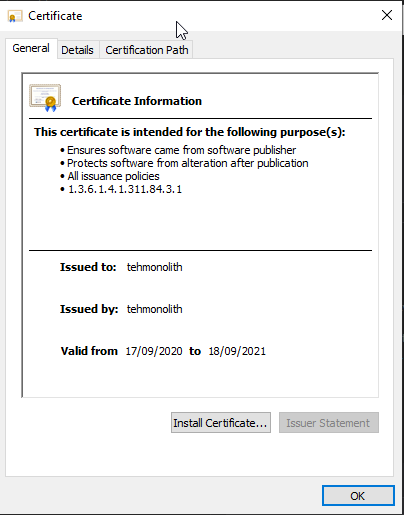 Certificate
General Details Certification Path
Certificate Information
This certificate is intended for the following purpose(s):
• Ensures software came from software publisher
• Protects software from alteration after publication
• All issuance policies
• 1.3.6.1.4.1.311.84.3.1
Issued to: tehmonolith
Issued by: tehmonolith
Valid from 17/09/2020 to 18/09/2021
Install Certificate... Issuer Statement
OK